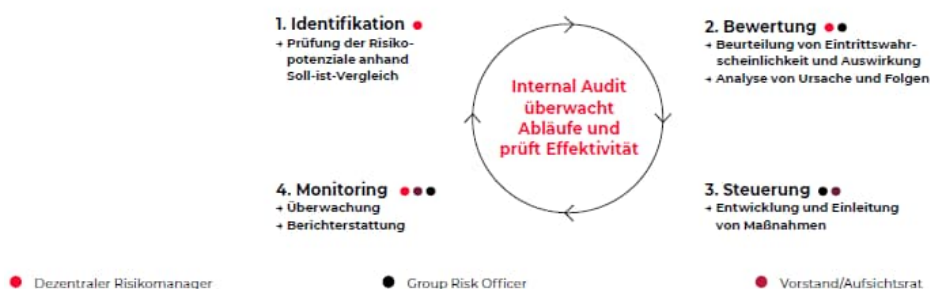 1. Identifikation
→ Prüfung der Risiko-
potenziale anhand
Soll-ist-Vergleich
2. Bewertung
→ Beurteilung von Eintrittswahr-
scheinlichkeit und Auswirkung
→ Analyse von Ursache und Folgen
Internal Audit
überwacht
Abläufe und
prüft Effektivität
4. Monitoring
→ Überwachung
→ Berichterstattung
3. Steuerung
→ Entwicklung und Einleitung
von Maßnahmen
Dezentraler Risikomanager
Group Risk Officer
Vorstand/Aufsichtsrat